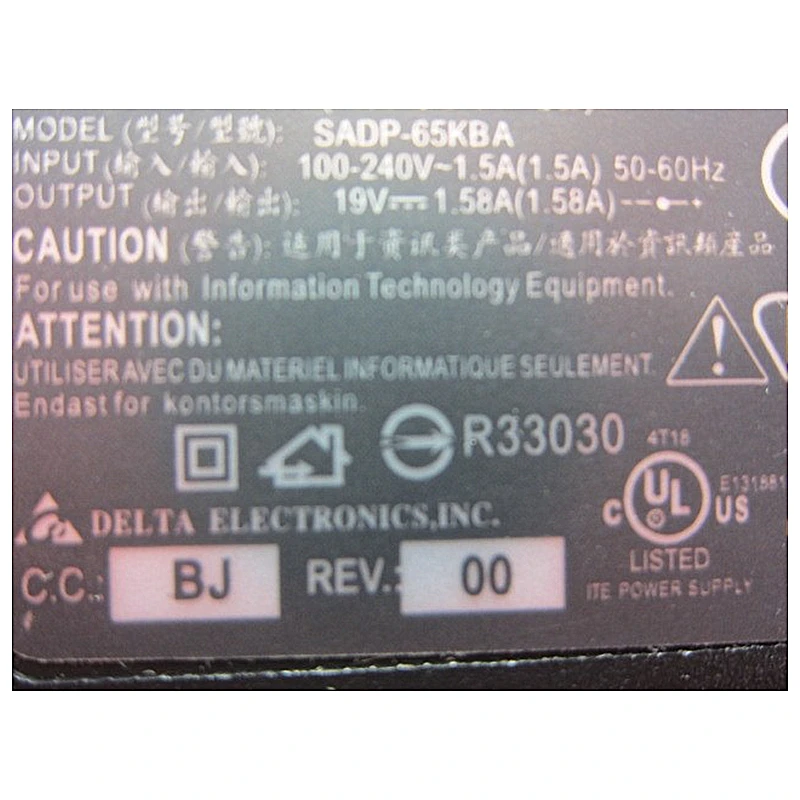 MODEL (型号/型號): SADP-65KBA
INPUT (输入/輸入): 100-240V~1.5A(1.5A) 50-60Hz
OUTPUT (输出/輸出): 19V⎓1.58A(1.58A)
CAUTION (警告): 适用于资讯类产品/適用於資訊類產品
For use with Information Technology Equipment.
ATTENTION:
UTILISER AVEC DU MATERIEL INFORMATIQUE SEULEMENT
Endast for kontorsmaskin
R33030
4T18
E131881
C UL US
DELTA ELECTRONICS,INC.
LISTED
C.C.: BJ REV.: 00
ITE POWER SUPPLY